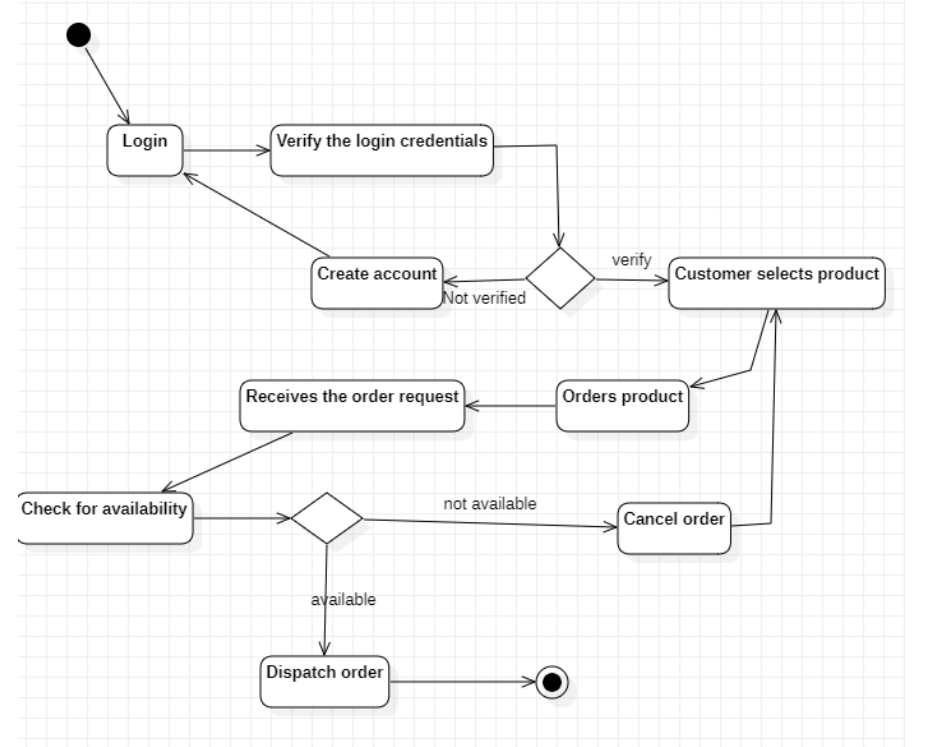 Login
Verify the login credentials
verify
Create account
Not verified
Customer selects product
Receives the order request
Orders product
Check for availability
not available
Cancel order
available
Dispatch order